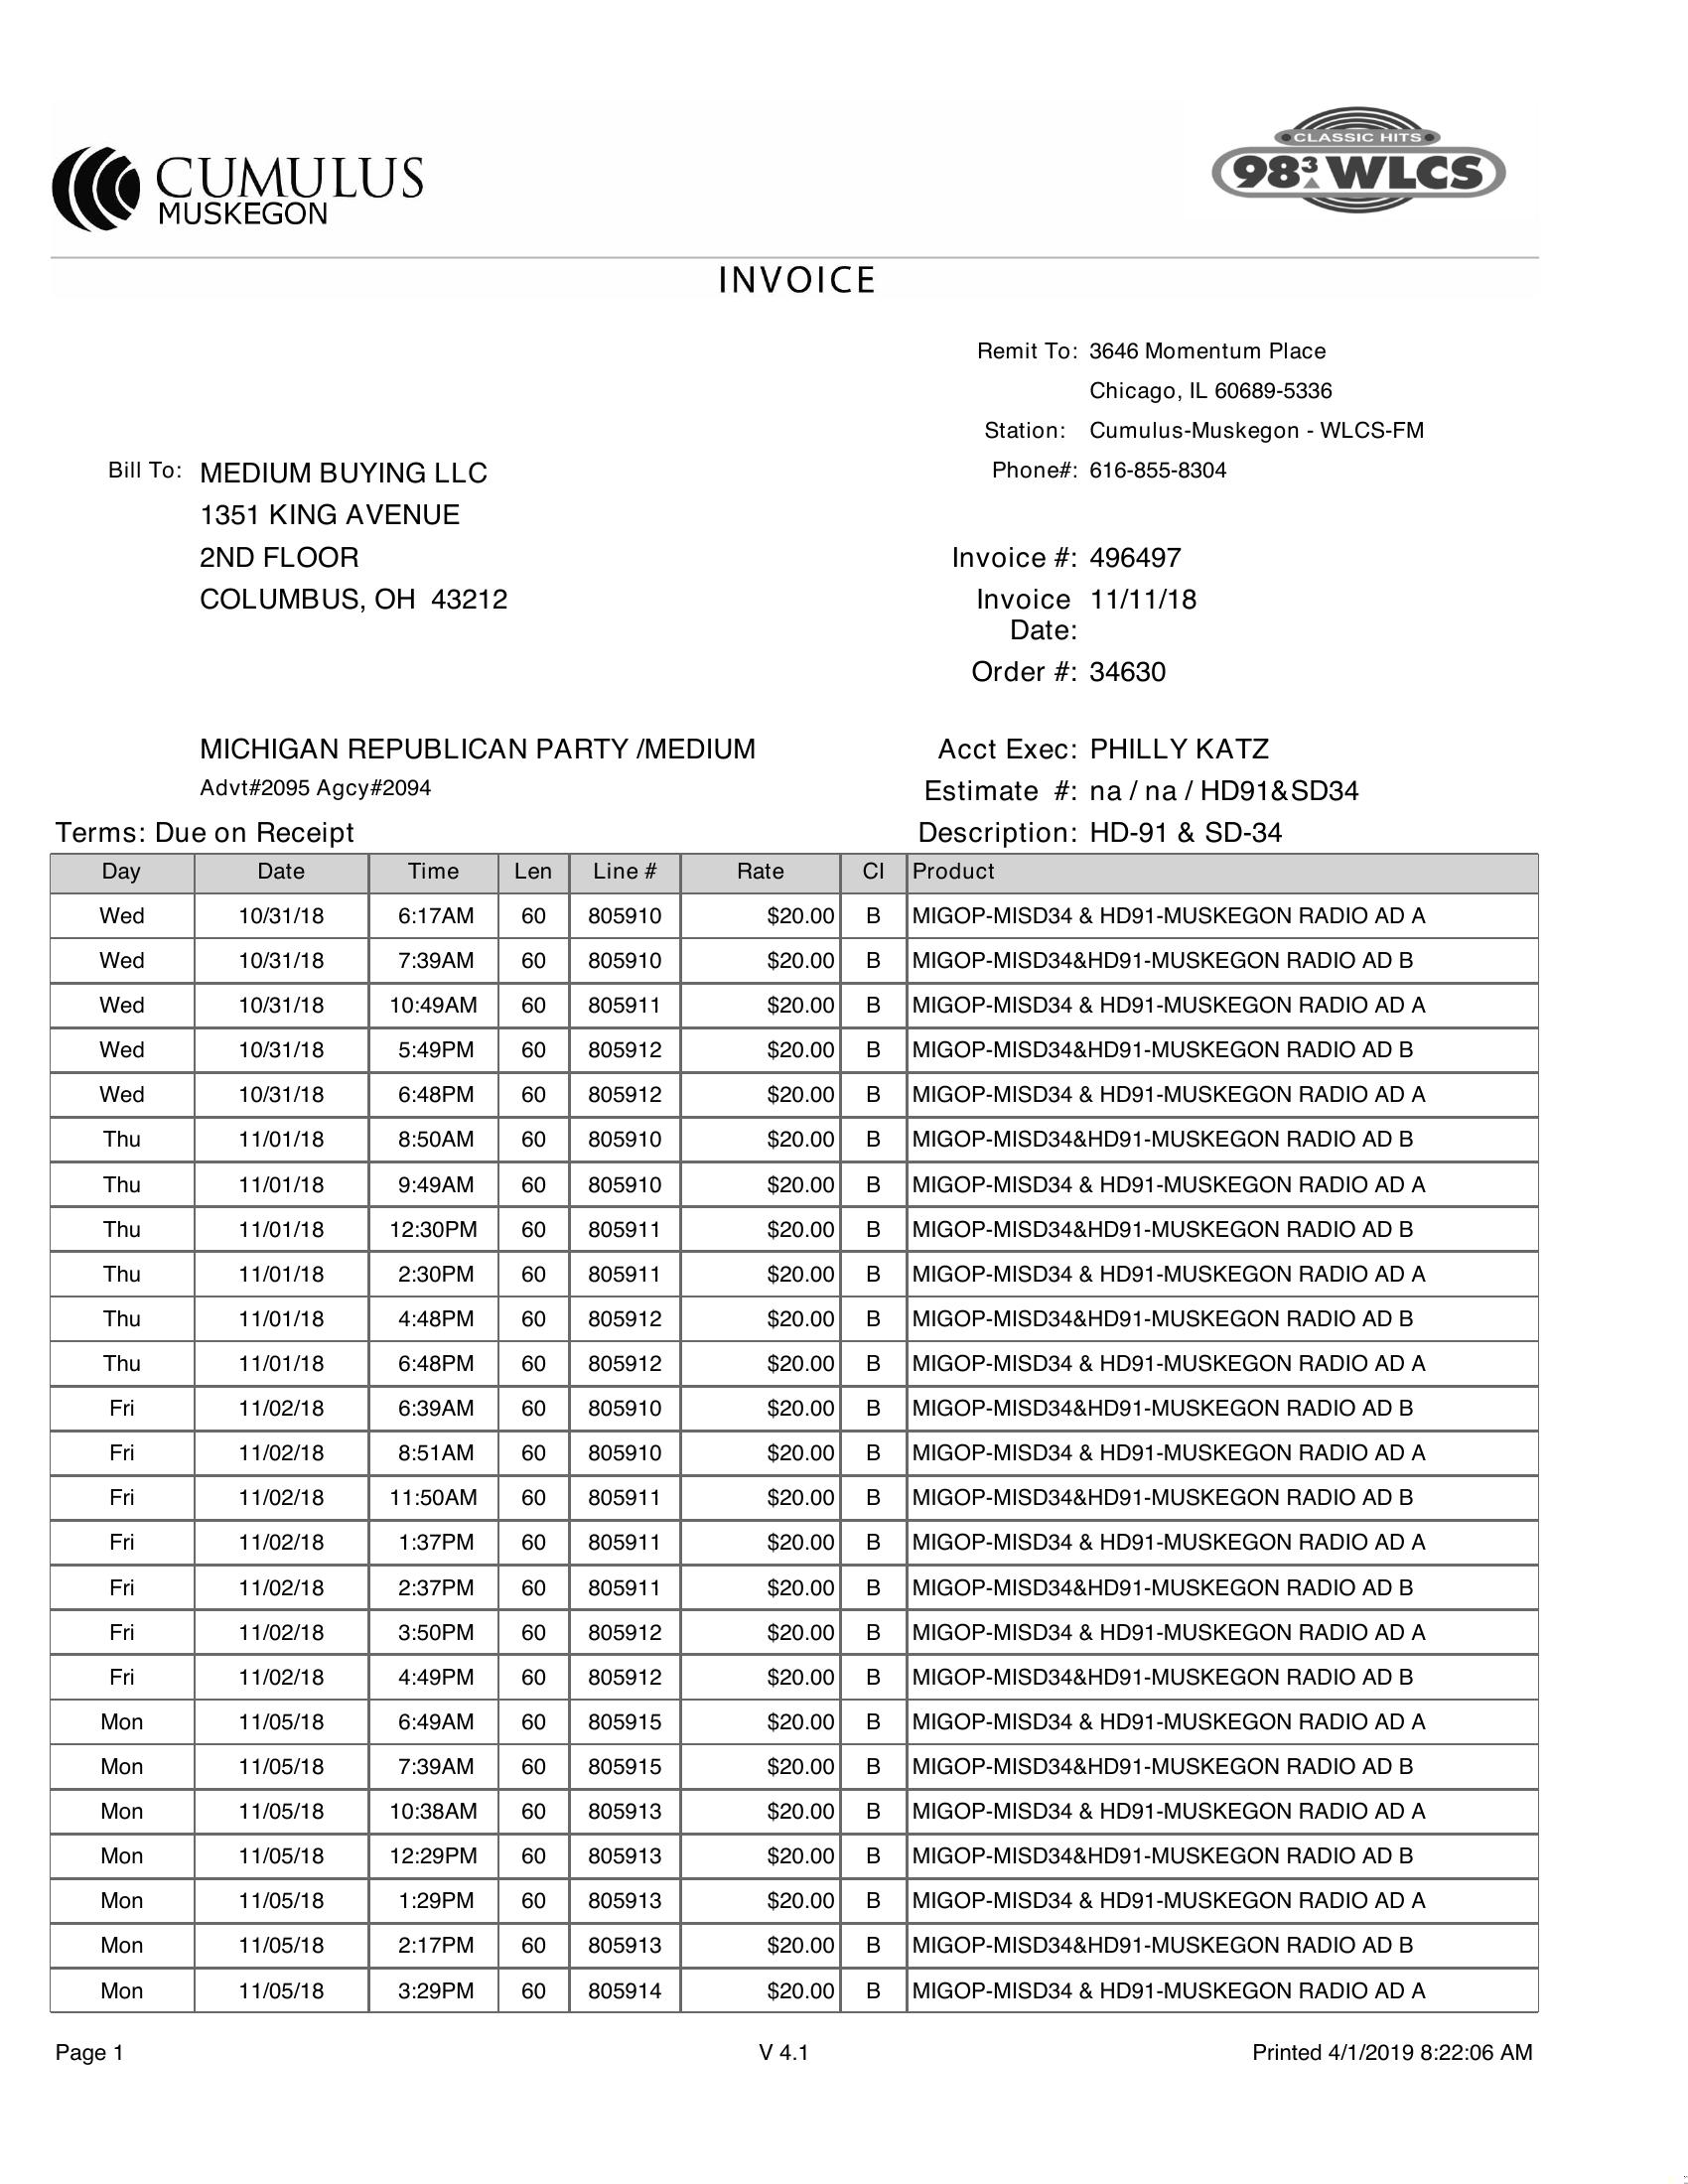 CUMULUS
MUSKEGON
CLASSIC HITS
98.3 WLCS
INVOICE
Remit To: 3646 Momentum Place
Chicago, IL 60689-5336
Station: Cumulus-Muskegon - WLCS-FM
Bill To: MEDIUM BUYING LLC Phone#: 616-855-8304
1351 KING AVENUE
2ND FLOOR Invoice #: 496497
COLUMBUS, OH 43212 Invoice 11/11/18
Date:
Order #: 34630
MICHIGAN REPUBLICAN PARTY /MEDIUM Acct Exec: PHILLY KATZ
Advt#2095 Agcy#2094 Estimate #: na / na / HD91&SD34
Terms: Due on Receipt Description: HD-91 & SD-34
Day Date Time Len Line # Rate Cl Product
Wed 10/31/18 6:17AM 60 805910 $20.00 B MIGOP-MISD34 & HD91-MUSKEGON RADIO AD A
Wed 10/31/18 7:39AM 60 805910 $20.00 B MIGOP-MISD34&HD91-MUSKEGON RADIO AD B
Wed 10/31/18 10:49AM 60 805911 $20.00 B MIGOP-MISD34 & HD91-MUSKEGON RADIO AD A
Wed 10/31/18 5:49PM 60 805912 $20.00 B MIGOP-MISD34&HD91-MUSKEGON RADIO AD B
Wed 10/31/18 6:48PM 60 805912 $20.00 B MIGOP-MISD34 & HD91-MUSKEGON RADIO AD A
Thu 11/01/18 8:50AM 60 805910 $20.00 B MIGOP-MISD34&HD91-MUSKEGON RADIO AD B
Thu 11/01/18 9:49AM 60 805910 $20.00 B MIGOP-MISD34 & HD91-MUSKEGON RADIO AD A
Thu 11/01/18 12:30PM 60 805911 $20.00 B MIGOP-MISD34&HD91-MUSKEGON RADIO AD B
Thu 11/01/18 2:30PM 60 805911 $20.00 B MIGOP-MISD34 & HD91-MUSKEGON RADIO AD A
Thu 11/01/18 4:48PM 60 805912 $20.00 B MIGOP-MISD34&HD91-MUSKEGON RADIO AD B
Thu 11/01/18 6:48PM 60 805912 $20.00 B MIGOP-MISD34 & HD91-MUSKEGON RADIO AD A
Fri 11/02/18 6:39AM 60 805910 $20.00 B MIGOP-MISD34&HD91-MUSKEGON RADIO AD B
Fri 11/02/18 8:51AM 60 805910 $20.00 B MIGOP-MISD34 & HD91-MUSKEGON RADIO AD A
Fri 11/02/18 11:50AM 60 805911 $20.00 B MIGOP-MISD34&HD91-MUSKEGON RADIO AD B
Fri 11/02/18 1:37PM 60 805911 $20.00 B MIGOP-MISD34 & HD91-MUSKEGON RADIO AD A
Fri 11/02/18 2:37PM 60 805911 $20.00 B MIGOP-MISD34&HD91-MUSKEGON RADIO AD B
Fri 11/02/18 3:50PM 60 805912 $20.00 B MIGOP-MISD34 & HD91-MUSKEGON RADIO AD A
Fri 11/02/18 4:49PM 60 805912 $20.00 B MIGOP-MISD34&HD91-MUSKEGON RADIO AD B
Mon 11/05/18 6:49AM 60 805915 $20.00 B MIGOP-MISD34 & HD91-MUSKEGON RADIO AD A
Mon 11/05/18 7:39AM 60 805915 $20.00 B MIGOP-MISD34&HD91-MUSKEGON RADIO AD B
Mon 11/05/18 10:38AM 60 805913 $20.00 B MIGOP-MISD34 & HD91-MUSKEGON RADIO AD A
Mon 11/05/18 12:29PM 60 805913 $20.00 B MIGOP-MISD34&HD91-MUSKEGON RADIO AD B
Mon 11/05/18 1:29PM 60 805913 $20.00 B MIGOP-MISD34 & HD91-MUSKEGON RADIO AD A
Mon 11/05/18 2:17PM 60 805913 $20.00 B MIGOP-MISD34&HD91-MUSKEGON RADIO AD B
Mon 11/05/18 3:29PM 60 805914 $20.00 B MIGOP-MISD34 & HD91-MUSKEGON RADIO AD A
Page 1 V 4.1 Printed 4/1/2019 8:22:06 AM